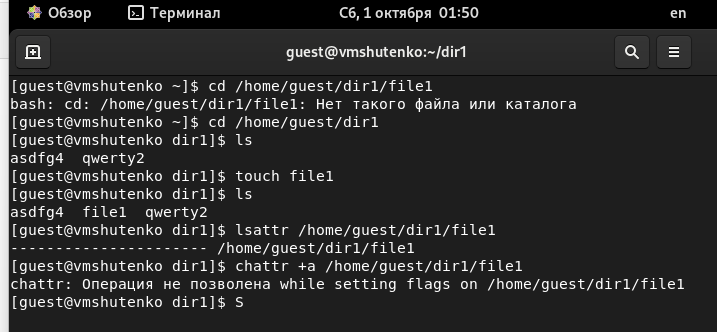 Обзор Терминал Сб, 1 октября 01:50 en
guest@vmshutenko:~/dir1
[guest@vmshutenko ~]$ cd /home/guest/dir1/file1
bash: cd: /home/guest/dir1/file1: Нет такого файла или каталога
[guest@vmshutenko ~]$ cd /home/guest/dir1
[guest@vmshutenko dir1]$ ls
asdfg4  qwerty2
[guest@vmshutenko dir1]$ touch file1
[guest@vmshutenko dir1]$ ls
asdfg4  file1  qwerty2
[guest@vmshutenko dir1]$ lsattr /home/guest/dir1/file1
---------------------- /home/guest/dir1/file1
[guest@vmshutenko dir1]$ chattr +a /home/guest/dir1/file1
chattr: Операция не позволена while setting flags on /home/guest/dir1/file1
[guest@vmshutenko dir1]$ S